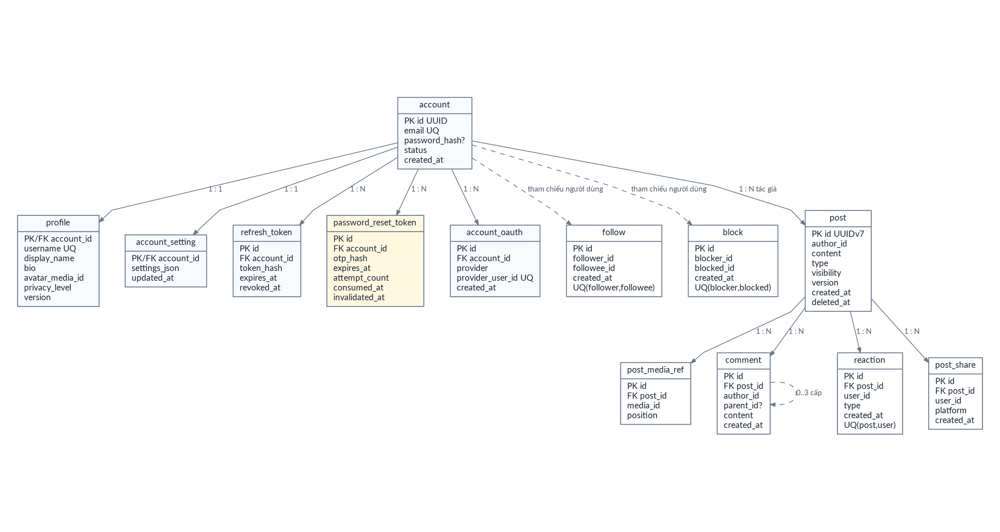 account
PK id UUID
email UQ
password_hash?
status
created_at
1 : 1
1 : 1
1 : N
1 : N
1 : N
tham chiếu người dùng
tham chiếu người dùng
1 : N tác giả
profile
PK/FK account_id
username UQ
display_name
bio
avatar_media_id
privacy_level
version
account_setting
PK/FK account_id
settings_json
updated_at
refresh_token
PK id
FK account_id
token_hash
expires_at
revoked_at
password_reset_token
PK id
FK account_id
otp_hash
expires_at
attempt_count
consumed_at
invalidated_at
account_oauth
PK id
FK account_id
provider
provider_user_id UQ
created_at
follow
PK id
follower_id
followee_id
created_at
UQ(follower,followee)
block
PK id
blocker_id
blocked_id
created_at
UQ(blocker,blocked)
post
PK id UUIDv7
author_id
content
type
visibility
version
created_at
deleted_at
1 : N
1 : N
1 : N
1 : N
post_media_ref
PK id
FK post_id
media_id
position
comment
PK id
FK post_id
author_id
parent_id?
content
created_at
0..3 cấp
reaction
PK id
FK post_id
user_id
type
created_at
UQ(post,user)
post_share
PK id
FK post_id
user_id
platform
created_at